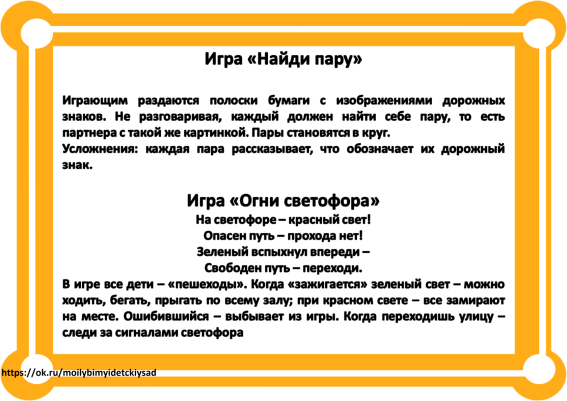 Игра «Найди пару»
Играющим раздаются полоски бумаги с изображениями дорожных
знаков. Не разговаривая, каждый должен найти себе пару, то есть
партнера с такой же картинкой. Пары становятся в круг.
Усложнения: каждая пара рассказывает, что обозначает их дорожный
знак.
Игра «Огни светофора»
На светофоре – красный свет!
Опасен путь – прохода нет!
Зеленый вспыхнул впереди –
Свободен путь – переходи.
В игре все дети – «пешеходы». Когда «зажигается» зеленый свет – можно
ходить, бегать, прыгать по всему залу; при красном свете – все замирают
на месте. Ошибившийся – выбывает из игры. Когда переходишь улицу –
следи за сигналами светофора
https://ok.ru/moilybimyidetckiysad